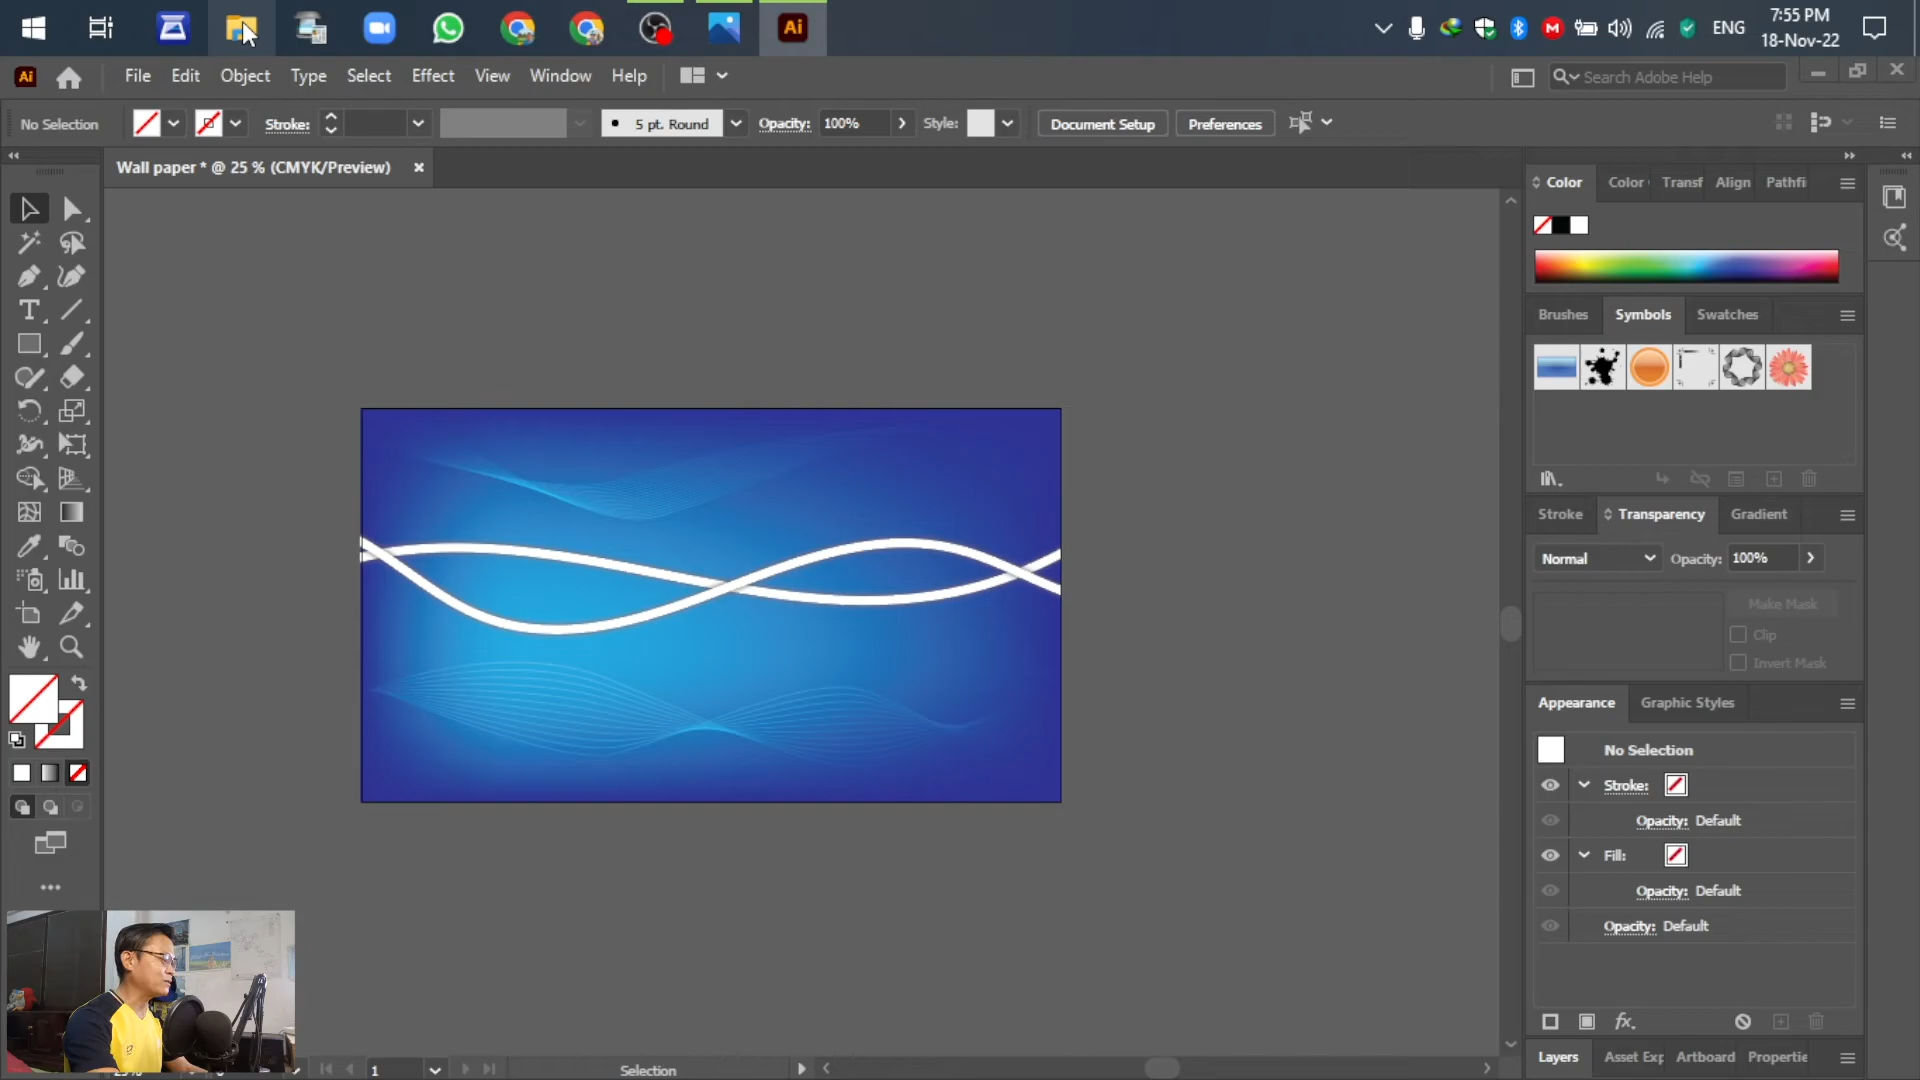 Ai
ENG
7:55 PM
18-Nov-22
Ai
File Edit Object Type Select Effect View Window Help
Search Adobe Help
No Selection
Stroke:
5 pt. Round
Opacity: 100%
Style:
Document Setup
Preferences
Wall paper * @ 25 % (CMYK/Preview)
Color
Color
Transf
Align
Pathfi
Brushes
Symbols
Swatches
Stroke
Transparency
Gradient
Normal
Opacity: 100%
Make Mask
Clip
Invert Mask
Appearance
Graphic Styles
No Selection
Stroke:
Opacity: Default
Fill:
Opacity: Default
Opacity: Default
fx.
Layers
Asset Exp
Artboard
Propertie
1
Selection